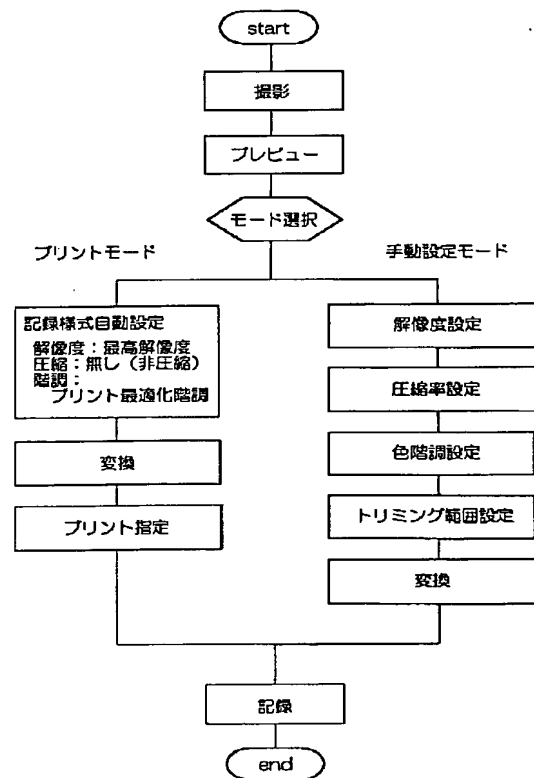 start
撮影
プレビュー
モード選択
プリントモード
手動設定モード
記録様式自動設定
解像度：最高解像度
圧縮：無し（非圧縮）
階調：
プリント最適化階調
変換
プリント指定
解像度設定
圧縮率設定
色階調設定
トリミング範囲設定
変換
記録
end